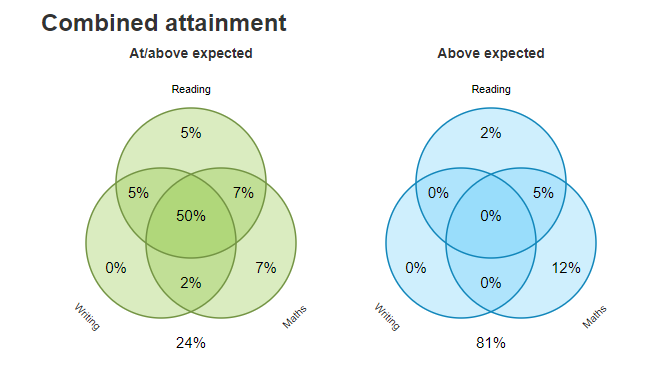 Combined attainment
At/above expected
Above expected
Reading
Reading
5%
2%
5%
7%
0%
5%
50%
0%
0%
7%
0%
12%
2%
0%
Writing
Maths
Writing
Maths
24%
81%